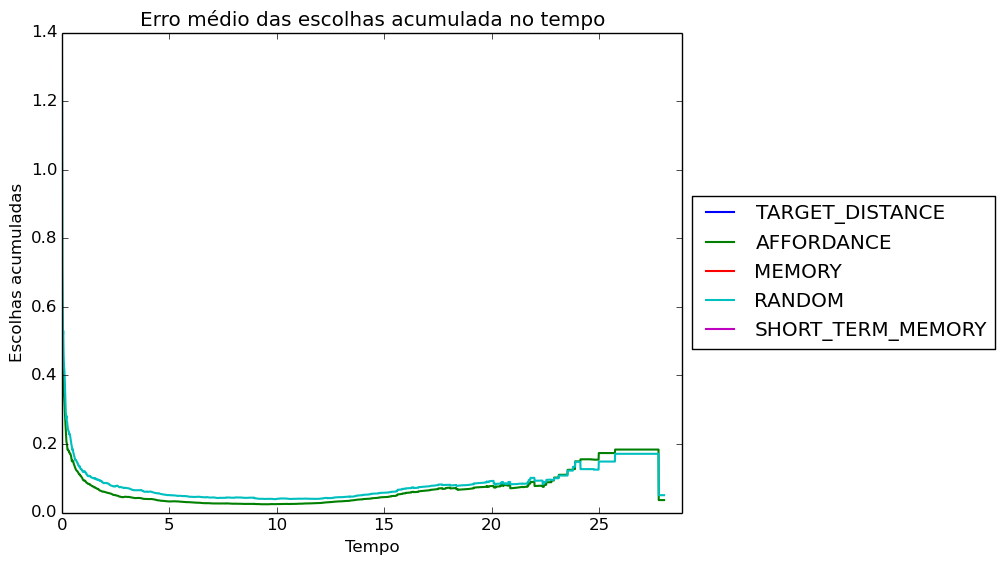 Erro médio das escolhas acumulada no tempo
1.4
1.2
1.0
0.8
0.6
0.4
0.2
0.0
Escolhas acumuladas
0 5 10 15 20 25
Tempo
TARGET_DISTANCE
AFFORDANCE
MEMORY
RANDOM
SHORT_TERM_MEMORY